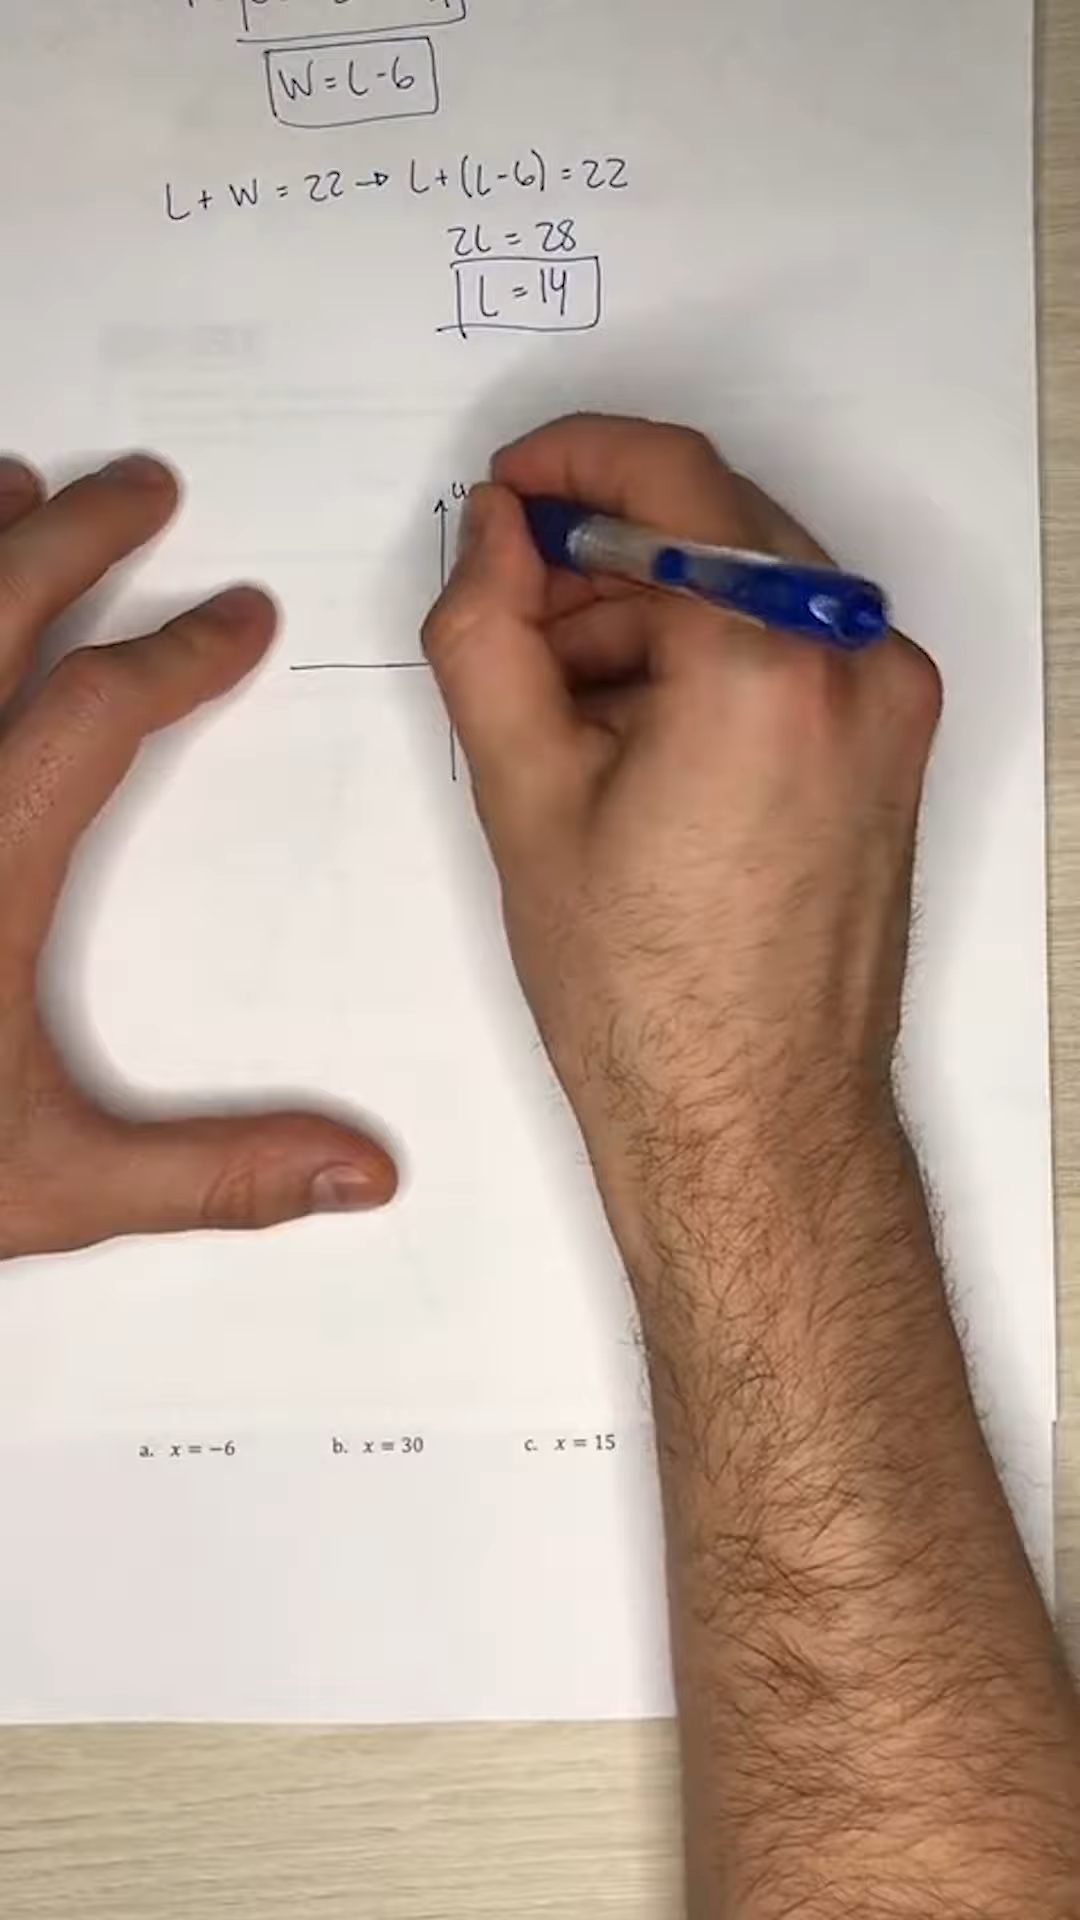 W = L - 6
L + W = 22 → L + (L - 6) = 22
2L = 28
L = 14
y
a. x = −6 b. x = 30 c. x = 15